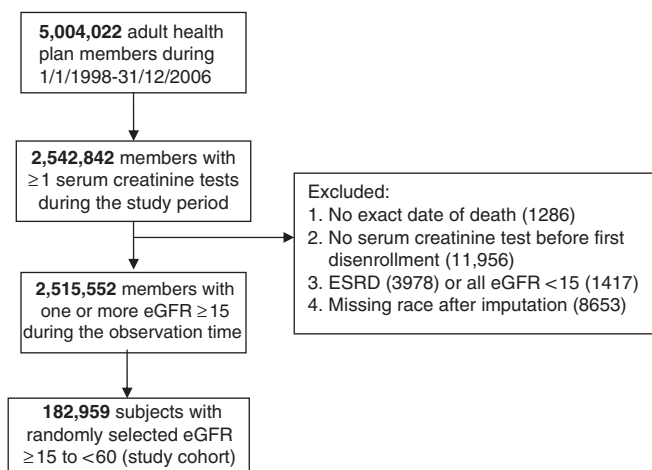 5,004,022 adult health
plan members during
1/1/1998-31/12/2006
2,542,842 members with
≥1 serum creatinine tests
during the study period
Excluded:
1. No exact date of death (1286)
2. No serum creatinine test before first
disenrollment (11,956)
3. ESRD (3978) or all eGFR <15 (1417)
4. Missing race after imputation (8653)
2,515,552 members with
one or more eGFR ≥15
during the observation time
182,959 subjects with
randomly selected eGFR
≥15 to <60 (study cohort)